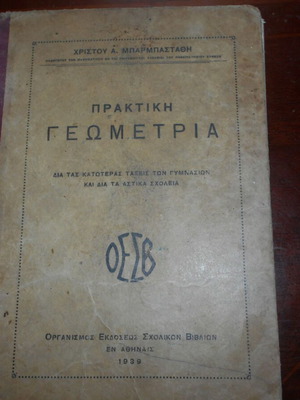 ΧΡΙΣΤΟΥ Α. ΜΠΑΡΜΠΑΣΤΑΘΗ
ΠΡΑΚΤΙΚΗ
ΓΕΩΜΕΤΡΙΑ
ΔΙΑ ΤΑΣ ΚΑΤΩΤΕΡΑΣ ΤΑΞΕΙΣ ΤΩΝ ΓΥΜΝΑΣΙΩΝ
ΚΑΙ ΔΙΑ ΤΑ ΑΣΤΙΚΑ ΣΧΟΛΕΙΑ
ΟΕΣΒ
ΟΡΓΑΝΙΣΜΟΣ ΕΚΔΟΣΕΩΣ ΣΧΟΛΙΚΩΝ ΒΙΒΛΙΩΝ
ΕΝ ΑΘΗΝΑΙΣ
1939